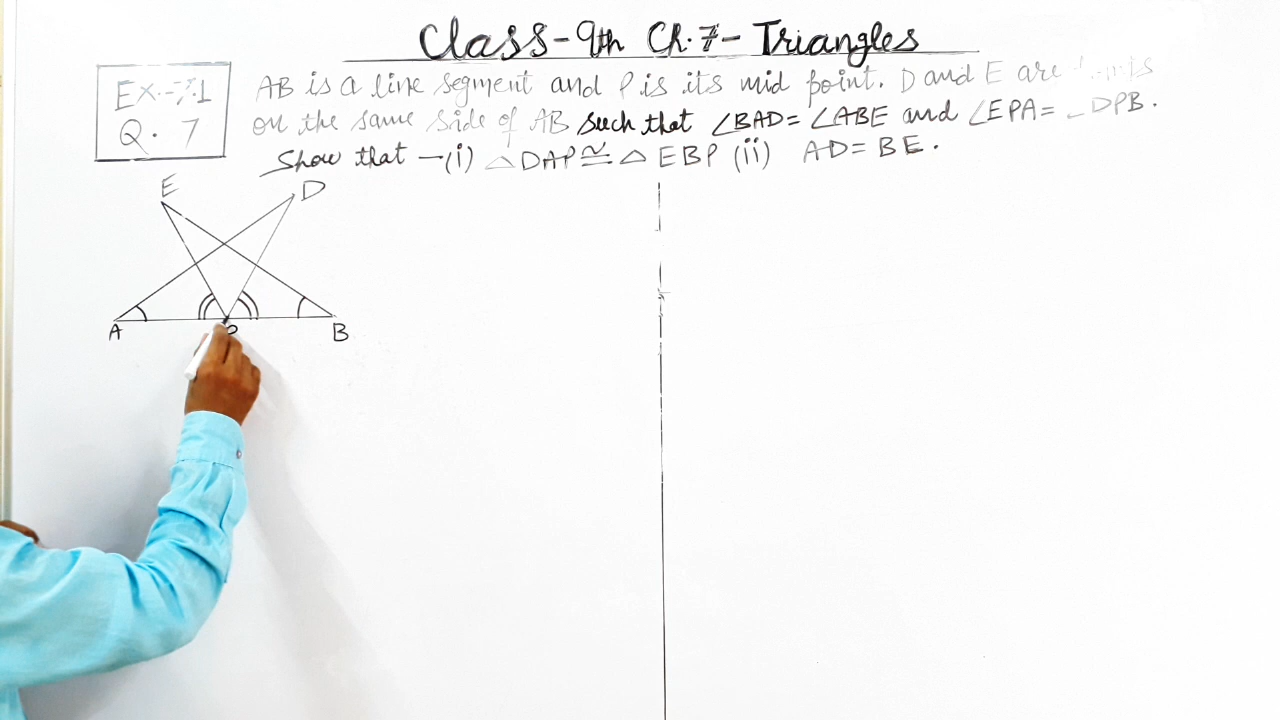 Class-9th Ch.7- Triangles
Ex.-7.1
Q. 7
AB is a line segment and P is its mid point. D and E are points
on the same side of AB such that ∠BAD= ∠ABE and ∠EPA= ∠DPB.
Show that -(i) △DAP≅△EBP (ii) AD=BE.
E D
A P B